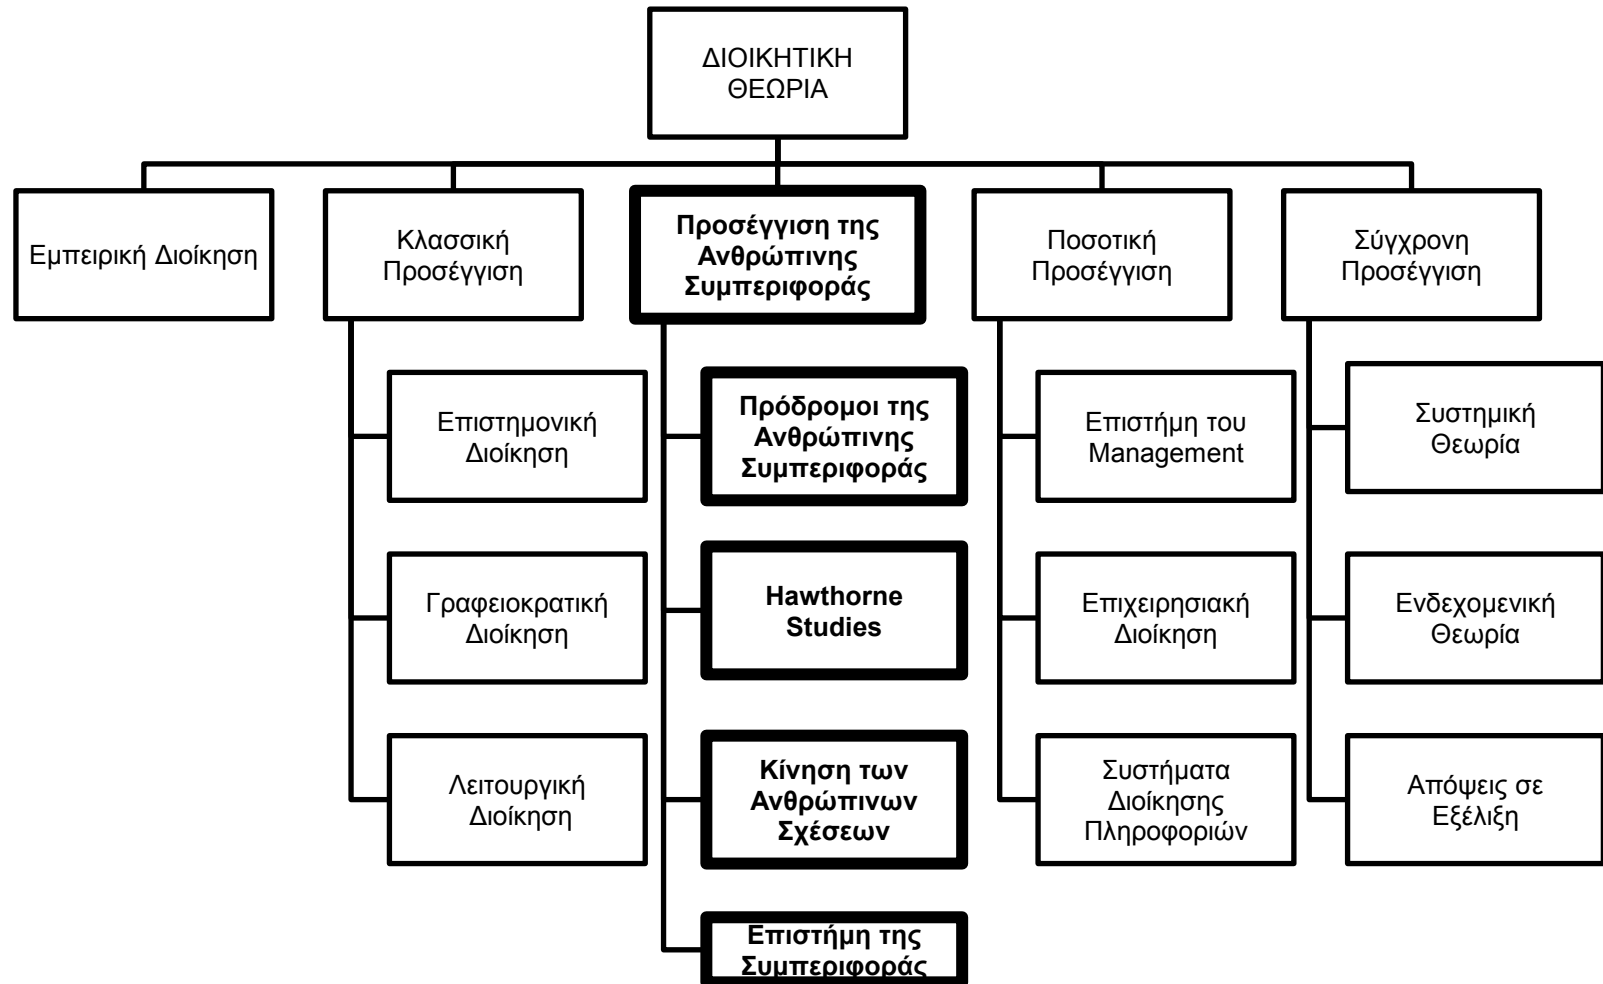 ΔΙΟΙΚΗΤΙΚΗ
ΘΕΩΡΙΑ
Εμπειρική Διοίκηση
Κλασσική
Προσέγγιση
Προσέγγιση της
Ανθρώπινης
Συμπεριφοράς
Ποσοτική
Προσέγγιση
Σύγχρονη
Προσέγγιση
Επιστημονική
Διοίκηση
Πρόδρομοι της
Ανθρώπινης
Συμπεριφοράς
Επιστήμη του
Management
Συστημική
Θεωρία
Γραφειοκρατική
Διοίκηση
Hawthorne
Studies
Επιχειρησιακή
Διοίκηση
Ενδεχομενική
Θεωρία
Λειτουργική
Διοίκηση
Κίνηση των
Ανθρώπινων
Σχέσεων
Συστήματα
Διοίκησης
Πληροφοριών
Απόψεις σε
Εξέλιξη
Επιστήμη της
Συμπεριφοράς